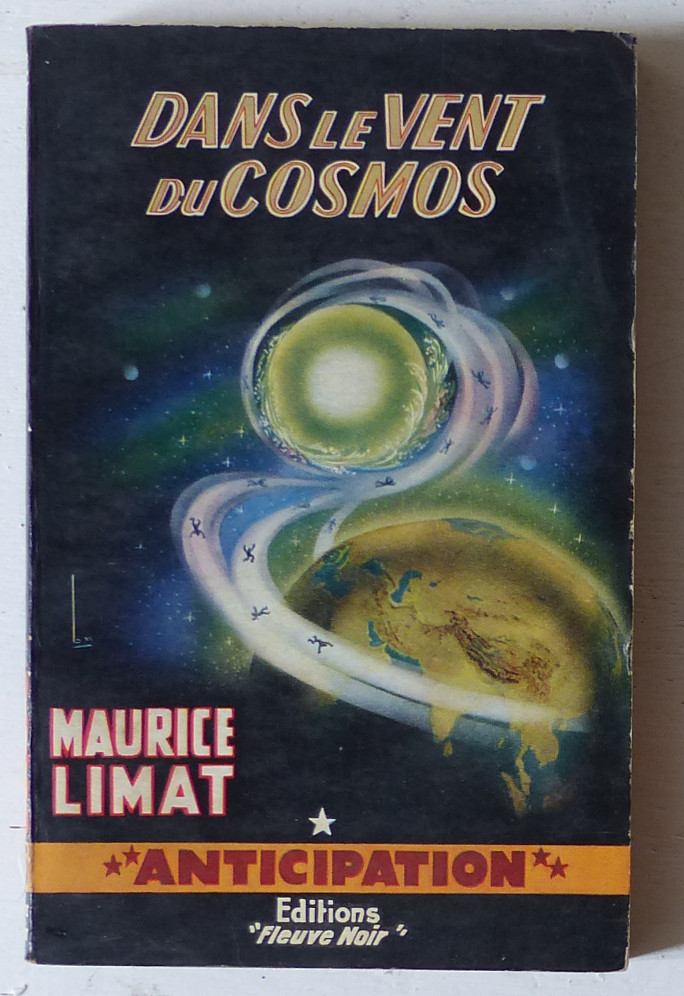 DANS LE VENT
DU COSMOS
MAURICE
LIMAT
ANTICIPATION
Editions
"Fleuve Noir"